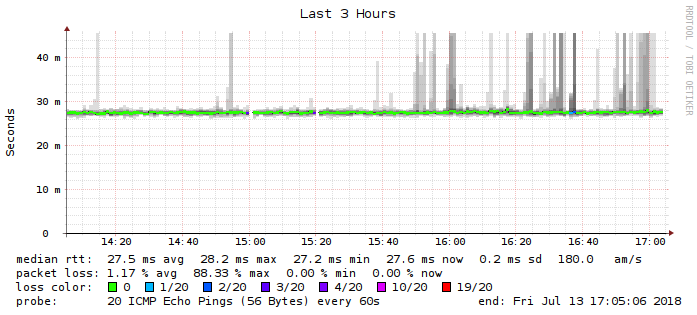 Last 3 Hours
RRDTOOL / TOBI OETIKER
Seconds
40 m
30 m
20 m
10 m
0
14:20 14:40 15:00 15:20 15:40 16:00 16:20 16:40 17:00
median rtt: 27.5 ms avg 28.2 ms max 27.2 ms min 27.6 ms now 0.2 ms sd 180.0 am/s
packet loss: 1.17 % avg 88.33 % max 0.00 % min 0.00 % now
loss color: 0 1/20 2/20 3/20 4/20 10/20 19/20
probe: 20 ICMP Echo Pings (56 Bytes) every 60s end: Fri Jul 13 17:05:06 2018